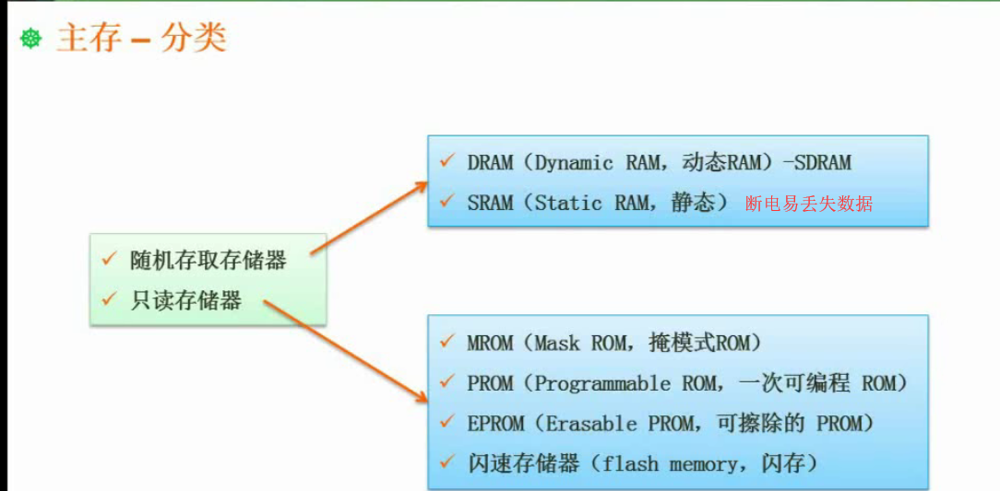 主存 – 分类
DRAM（Dynamic RAM，动态RAM）-SDRAM
SRAM（Static RAM，静态） 断电易丢失数据
随机存取存储器
只读存储器
MROM（Mask ROM，掩模式ROM）
PROM（Programmable ROM，一次可编程 ROM）
EPROM（Erasable PROM，可擦除的 PROM）
闪速存储器（flash memory，闪存）